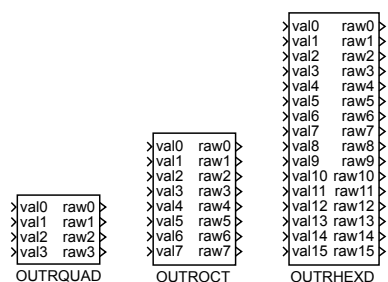 val0 raw0
val1 raw1
val2 raw2
val3 raw3
OUTRQUAD
val0 raw0
val1 raw1
val2 raw2
val3 raw3
val4 raw4
val5 raw5
val6 raw6
val7 raw7
OUTROCT
val0 raw0
val1 raw1
val2 raw2
val3 raw3
val4 raw4
val5 raw5
val6 raw6
val7 raw7
val8 raw8
val9 raw9
val10 raw10
val11 raw11
val12 raw12
val13 raw13
val14 raw14
val15 raw15
OUTRHEXD